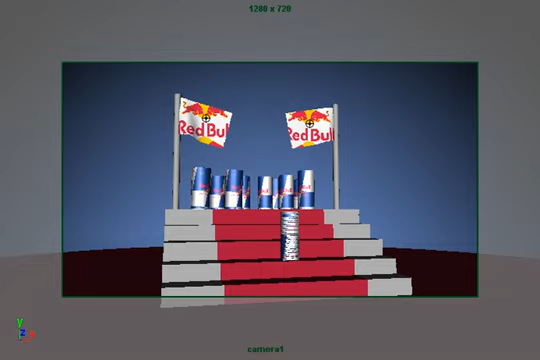 1280 x 720
Red Bull
Red Bull
camera1
y
z
x